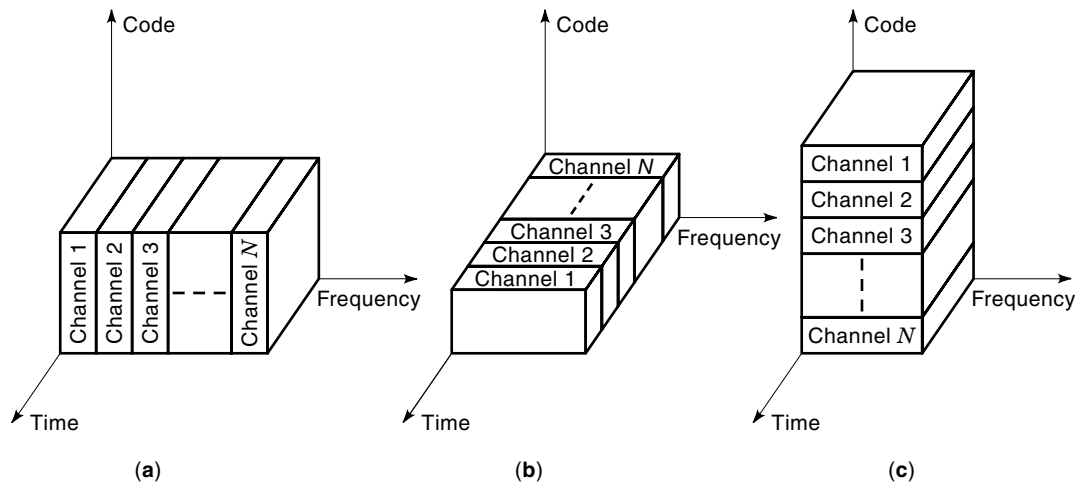 Code
Channel 1
Channel 2
Channel 3
Channel N
Frequency
Time
(a)
Code
Channel N
Channel 3
Channel 2
Channel 1
Frequency
Time
(b)
Code
Channel 1
Channel 2
Channel 3
Channel N
Frequency
Time
(c)